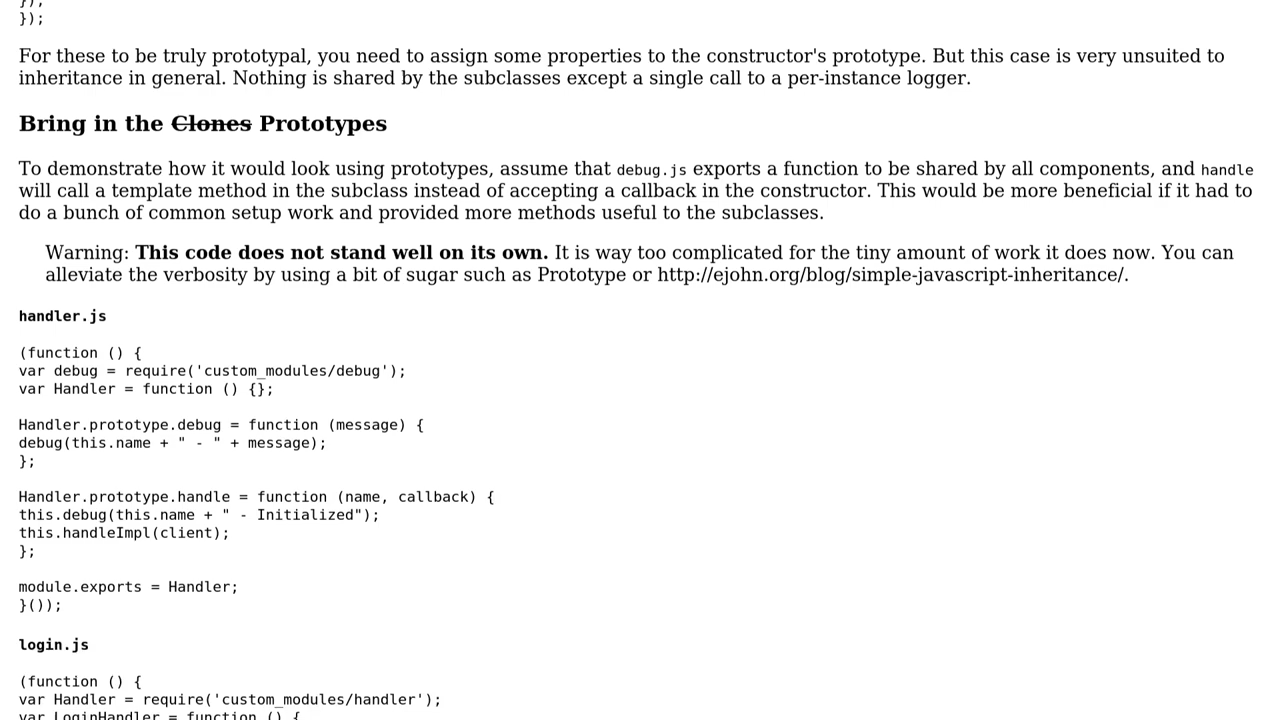 });
});
For these to be truly prototypal, you need to assign some properties to the constructor's prototype. But this case is very unsuited to
inheritance in general. Nothing is shared by the subclasses except a single call to a per-instance logger.
Bring in the Clones Prototypes
To demonstrate how it would look using prototypes, assume that debug.js exports a function to be shared by all components, and handle
will call a template method in the subclass instead of accepting a callback in the constructor. This would be more beneficial if it had to
do a bunch of common setup work and provided more methods useful to the subclasses.
Warning: This code does not stand well on its own. It is way too complicated for the tiny amount of work it does now. You can
alleviate the verbosity by using a bit of sugar such as Prototype or http://ejohn.org/blog/simple-javascript-inheritance/.
handler.js
(function () {
var debug = require('custom_modules/debug');
var Handler = function () {};
Handler.prototype.debug = function (message) {
debug(this.name + " - " + message);
};
Handler.prototype.handle = function (name, callback) {
this.debug(this.name + " - Initialized");
this.handleImpl(client);
};
module.exports = Handler;
}());
login.js
(function () {
var Handler = require('custom_modules/handler');
var LoginHandler = function () {